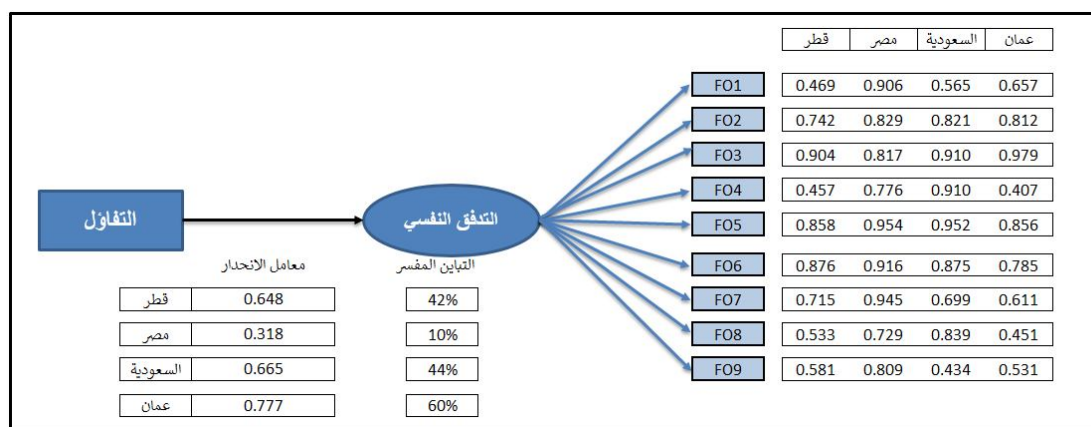 قطر مصر السعودية عمان
FO1 0.469 0.906 0.565 0.657
FO2 0.742 0.829 0.821 0.812
FO3 0.904 0.817 0.910 0.979
FO4 0.457 0.776 0.910 0.407
التفاؤل التدفق النفسي
FO5 0.858 0.954 0.952 0.856
معامل الانحدار التباين المفسر
FO6 0.876 0.916 0.875 0.785
قطر 0.648 42%
FO7 0.715 0.945 0.699 0.611
مصر 0.318 10%
FO8 0.533 0.729 0.839 0.451
السعودية 0.665 44%
FO9 0.581 0.809 0.434 0.531
عمان 0.777 60%